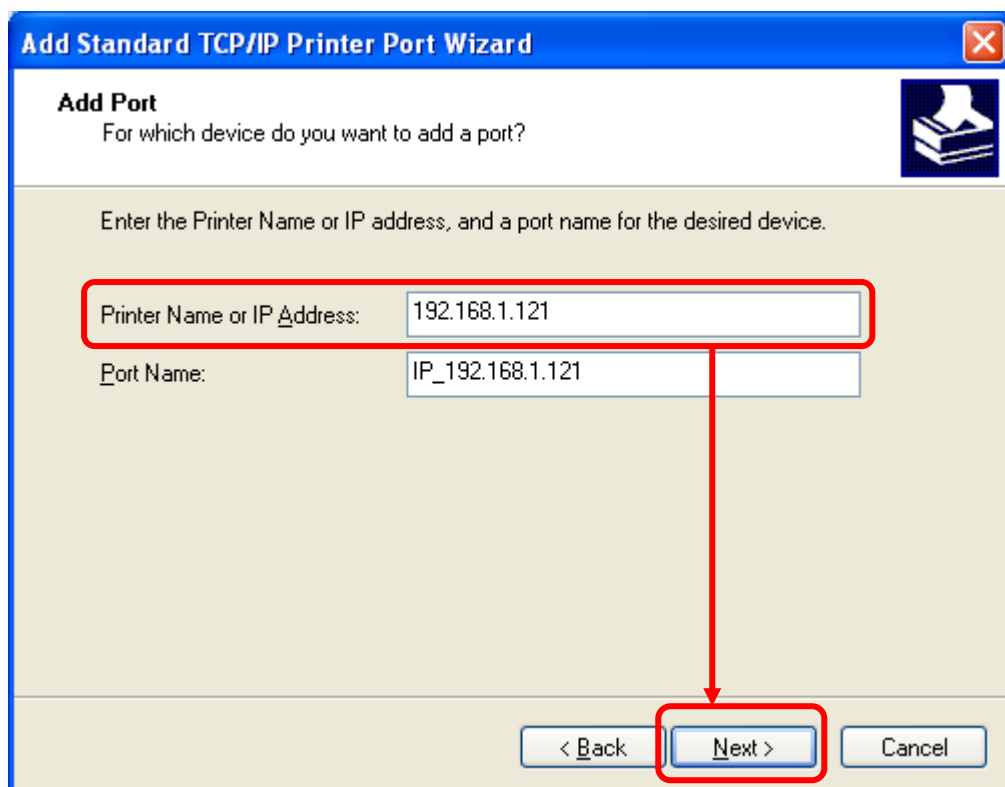 Add Standard TCP/IP Printer Port Wizard
Add Port
For which device do you want to add a port?
Enter the Printer Name or IP address, and a port name for the desired device.
Printer Name or IP Address: 192.168.1.121
Port Name: IP_192.168.1.121
< Back Next > Cancel